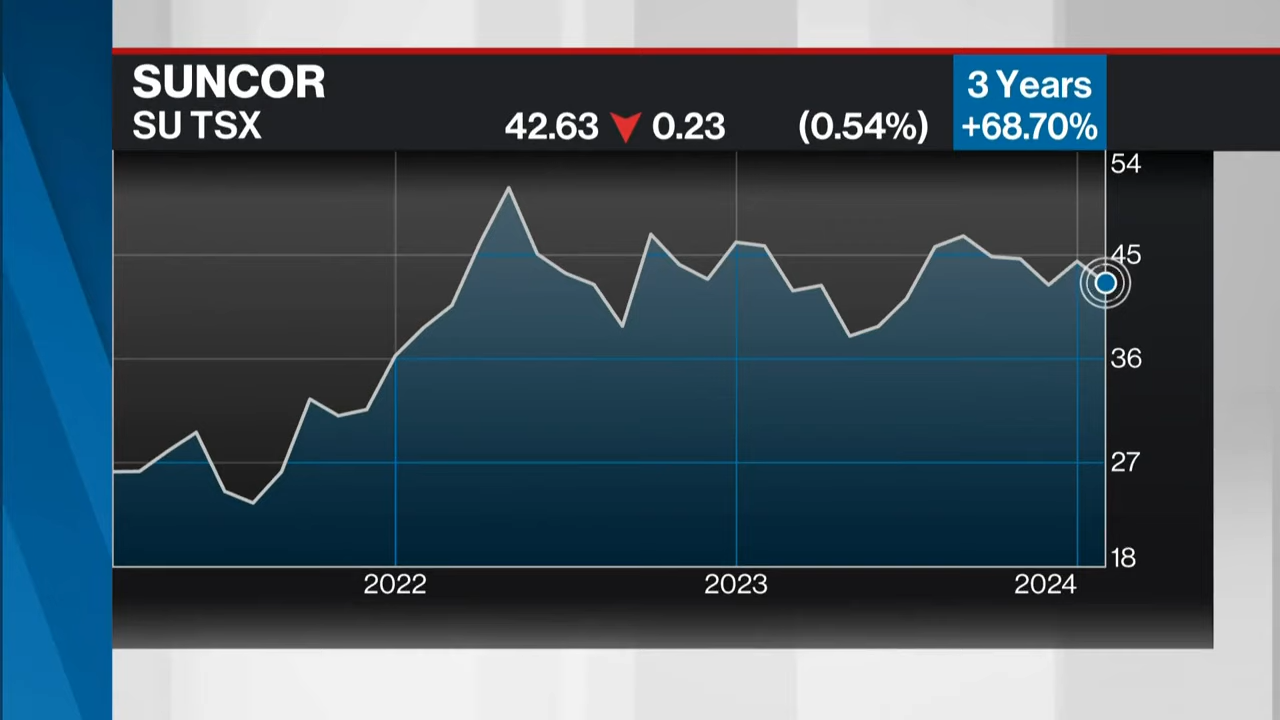 SUNCOR
SU TSX
42.63 ▼ 0.23 (0.54%)
3 Years
+68.70%
54
45
36
27
18
2022 2023 2024